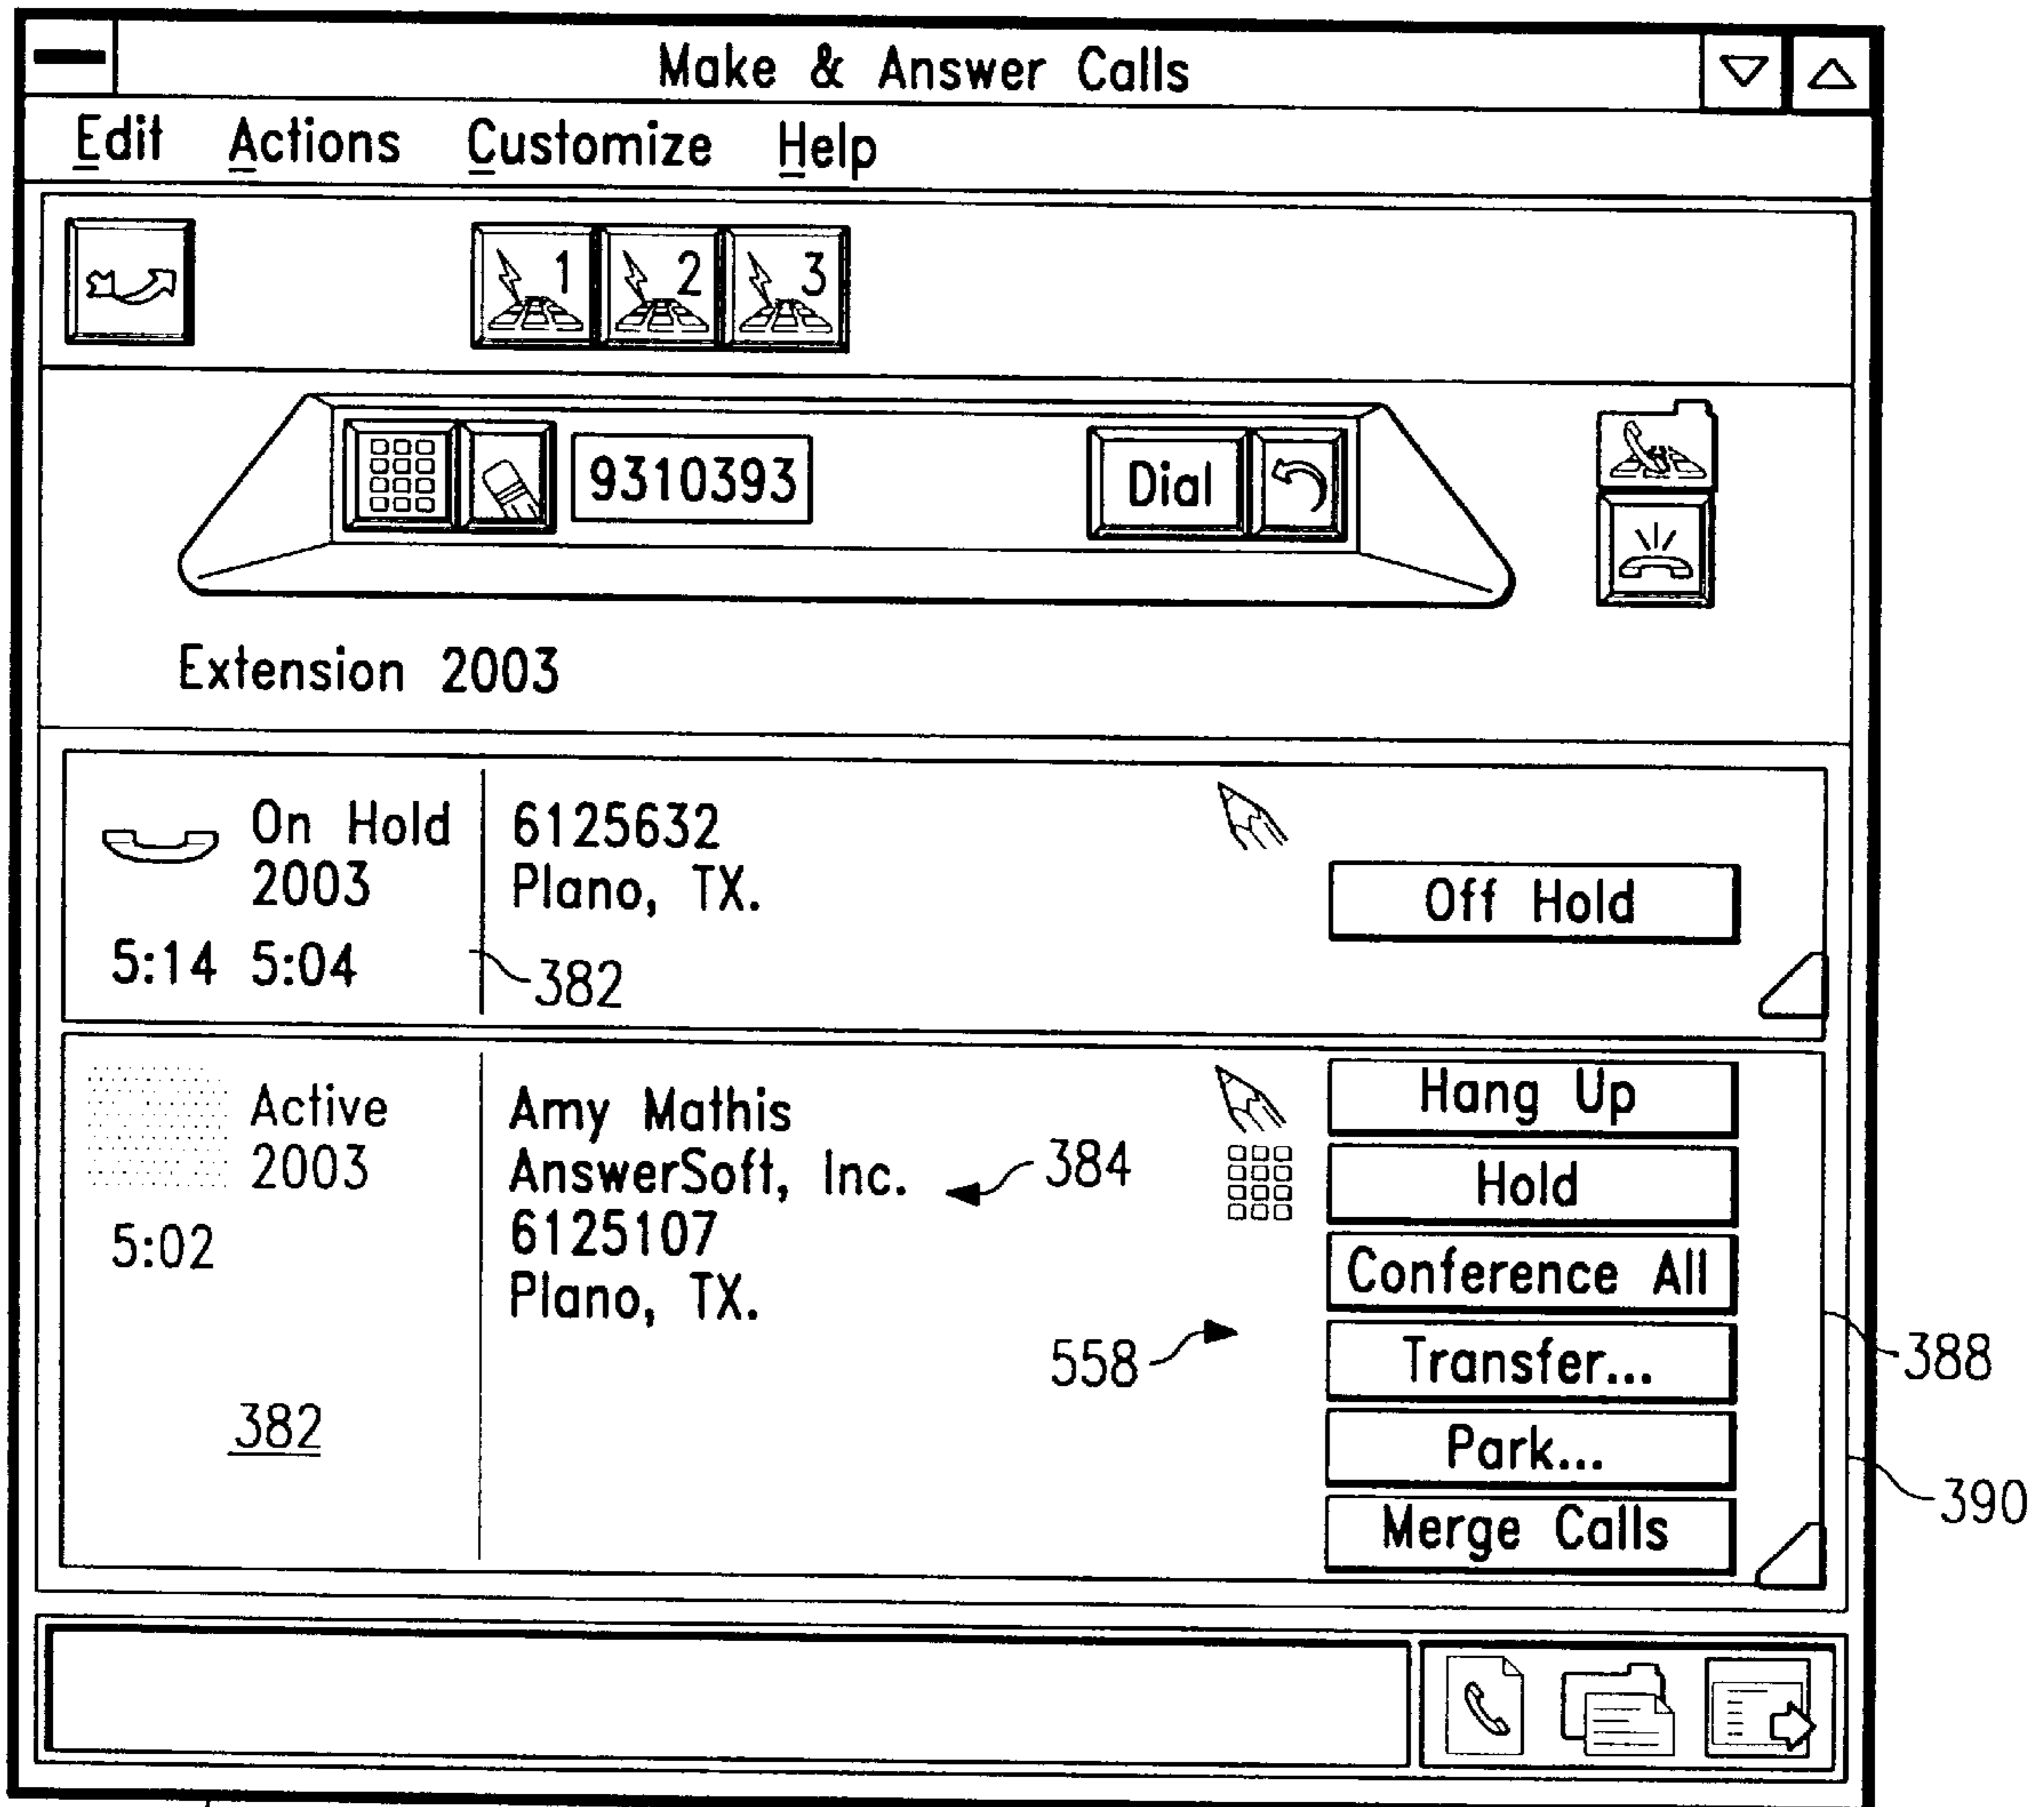 Make & Answer Calls
Edit Actions Customize Help
1 2 3
9310393 Dial
Extension 2003
On Hold
2003
5:14 5:04
6125632
Plano, TX.
382
Off Hold
Active
2003
5:02
382
Amy Mathis
AnswerSoft, Inc.
6125107
Plano, TX.
384
558
Hang Up
Hold
Conference All
Transfer...
Park...
Merge Calls
388
390